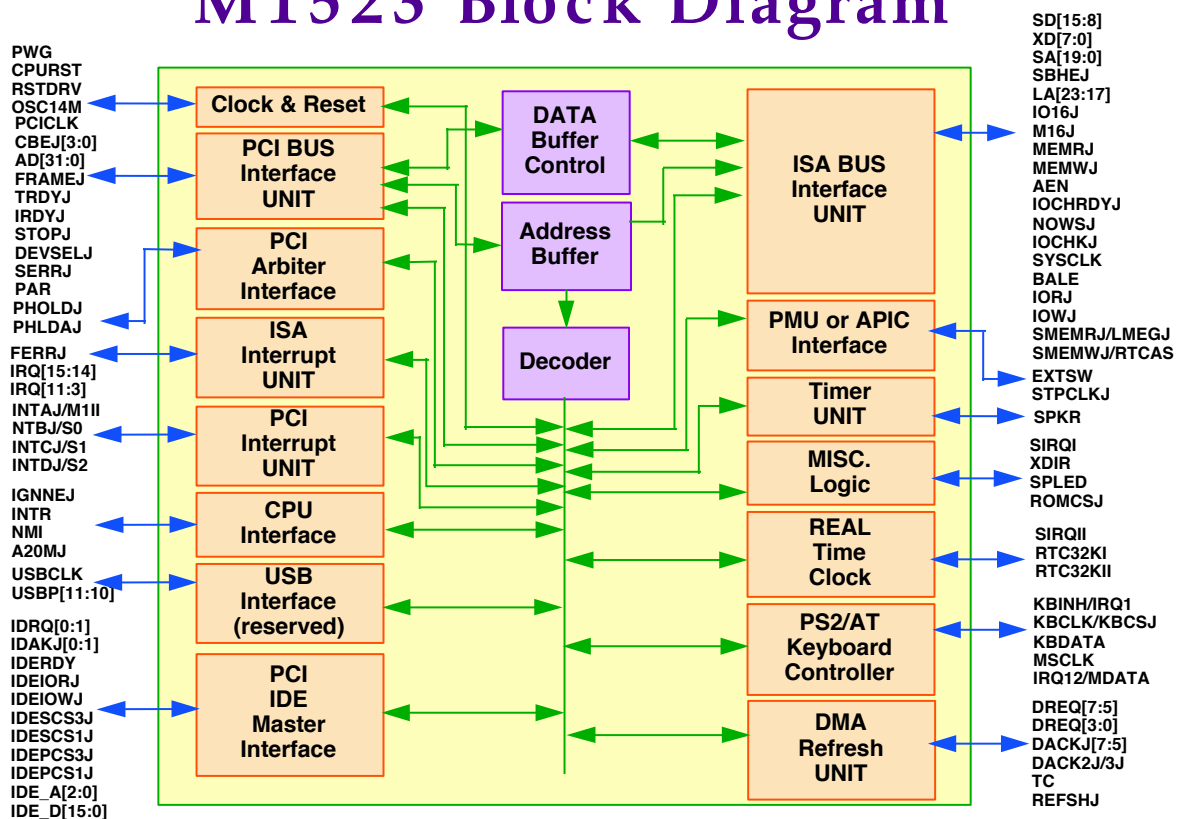 M1523 Block Diagram
PWG
CPURST
RSTDRV
OSC14M
PCICLK
CBEJ[3:0]
AD[31:0]
FRAMEJ
TRDYJ
IRDYJ
STOPJ
DEVSELJ
SERRJ
PAR
PHOLDJ
PHLDAJ
FERRJ
IRQ[15:14]
IRQ[11:3]
INTAJ/M1II
NTBJ/S0
INTCJ/S1
INTDJ/S2
IGNNEJ
INTR
NMI
A20MJ
USBCLK
USBP[11:10]
IDRQ[0:1]
IDAKJ[0:1]
IDERDY
IDEIORJ
IDEIOWJ
IDESCS3J
IDESCS1J
IDEPCS3J
IDEPCS1J
IDE_A[2:0]
IDE_D[15:0]
Clock & Reset
PCI BUS
Interface
UNIT
PCI
Arbiter
Interface
ISA
Interrupt
UNIT
PCI
Interrupt
UNIT
CPU
Interface
USB
Interface
(reserved)
PCI
IDE
Master
Interface
DATA
Buffer
Control
Address
Buffer
Decoder
ISA BUS
Interface
UNIT
PMU or APIC
Interface
Timer
UNIT
MISC.
Logic
REAL
Time
Clock
PS2/AT
Keyboard
Controller
DMA
Refresh
UNIT
SD[15:8]
XD[7:0]
SA[19:0]
SBHEJ
LA[23:17]
IO16J
M16J
MEMRJ
MEMWJ
AEN
IOCHRDYJ
NOWSJ
IOCHKJ
SYSCLK
BALE
IORJ
IOWJ
SMEMRJ/LMEGJ
SMEMWJ/RTCAS
EXTSW
STPCLKJ
SPKR
SIRQI
XDIR
SPLED
ROMCSJ
SIRQII
RTC32KI
RTC32KII
KBINH/IRQ1
KBCLK/KBCSJ
KBDATA
MSCLK
IRQ12/MDATA
DREQ[7:5]
DREQ[3:0]
DACKJ[7:5]
DACK2J/3J
TC
REFSHJ